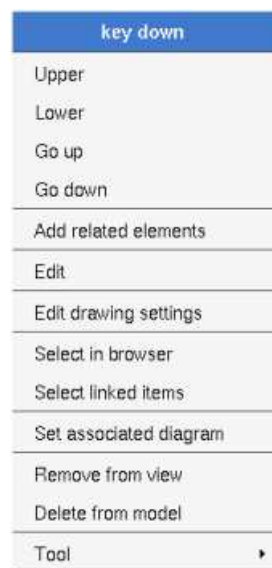 key down
Upper
Lower
Go up
Go down
Add related elements
Edit
Edit drawing settings
Select in browser
Select linked items
Set associated diagram
Remove from view
Delete from model
Tool